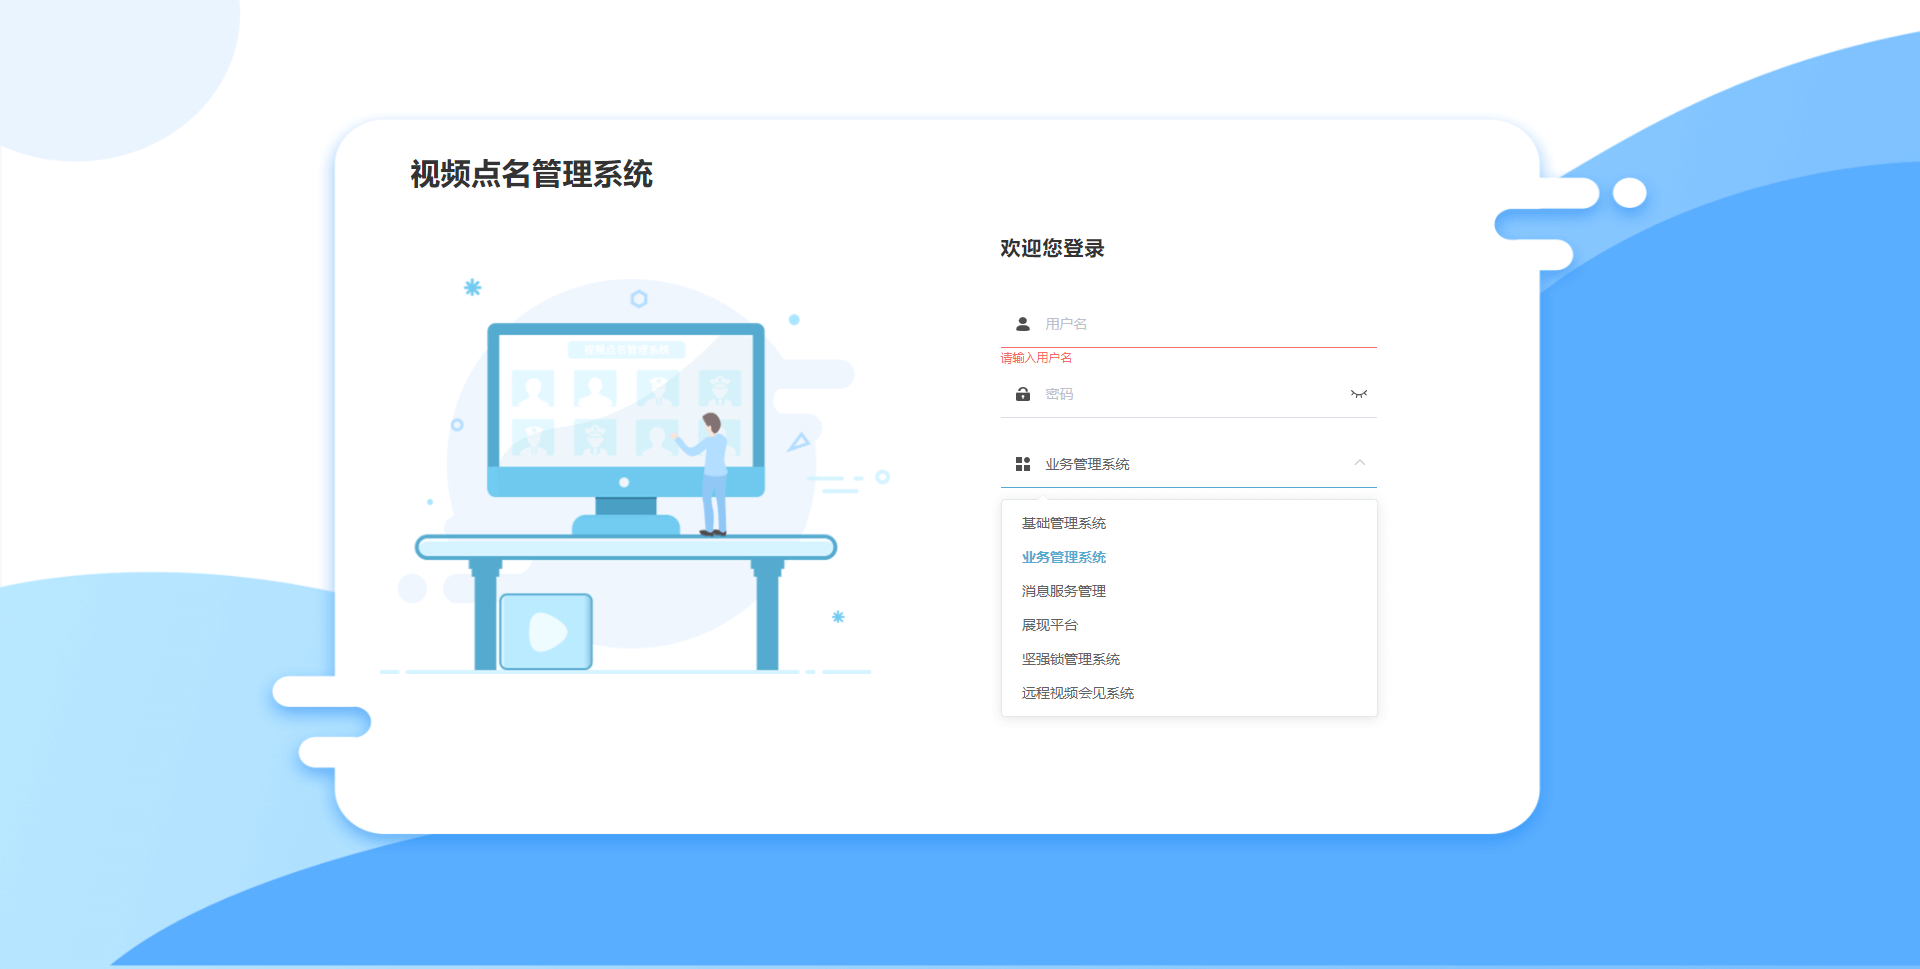 视频点名管理系统
欢迎您登录
视频点名管理系统
用户名
请输入用户名
密码
业务管理系统
基础管理系统
业务管理系统
消息服务管理
展现平台
坚强锁管理系统
远程视频会见系统